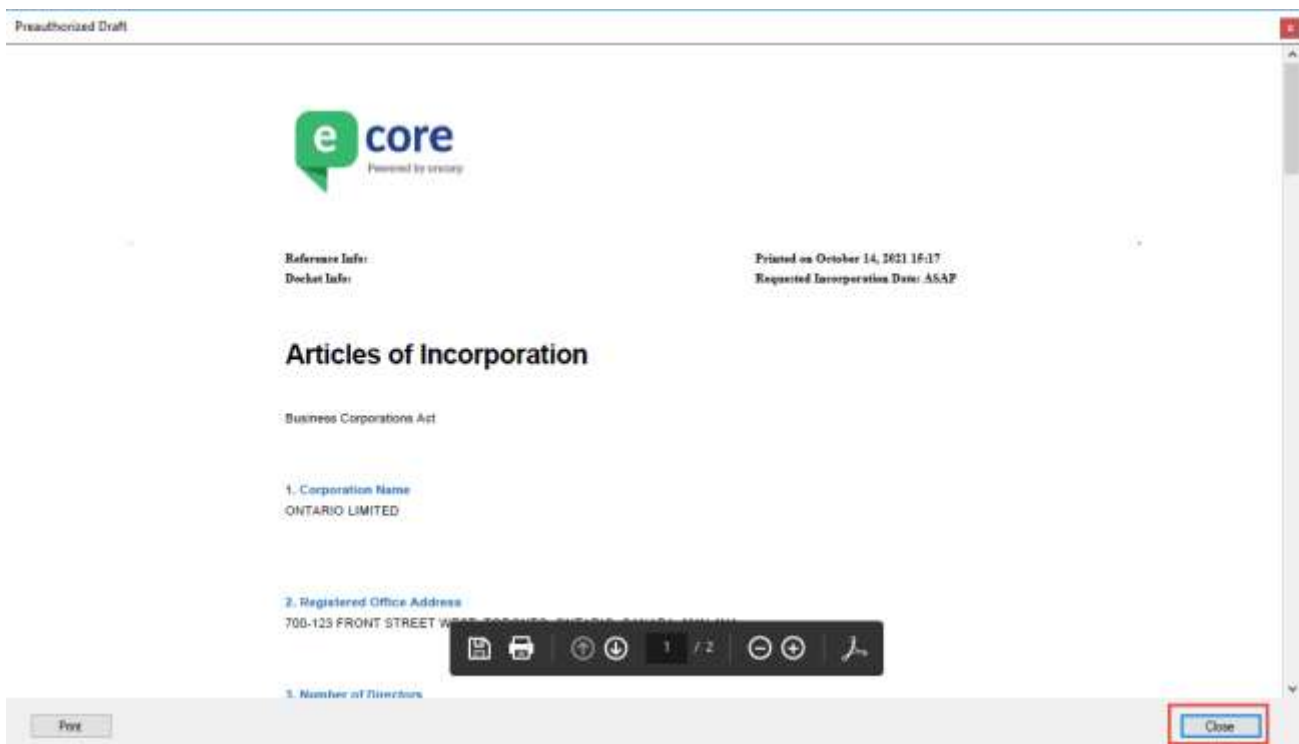 Preauthorized Draft
x
e core
Powered by
Reference Info:
Docket Info:
Printed on October 14, 2021 15:17
Requested Incorporation Date: ASAP
Articles of Incorporation
Business Corporations Act
1. Corporation Name
ONTARIO LIMITED
2. Registered Office Address
700-123 FRONT STREET
1 / 2
3. Number of Directors
Print
Close